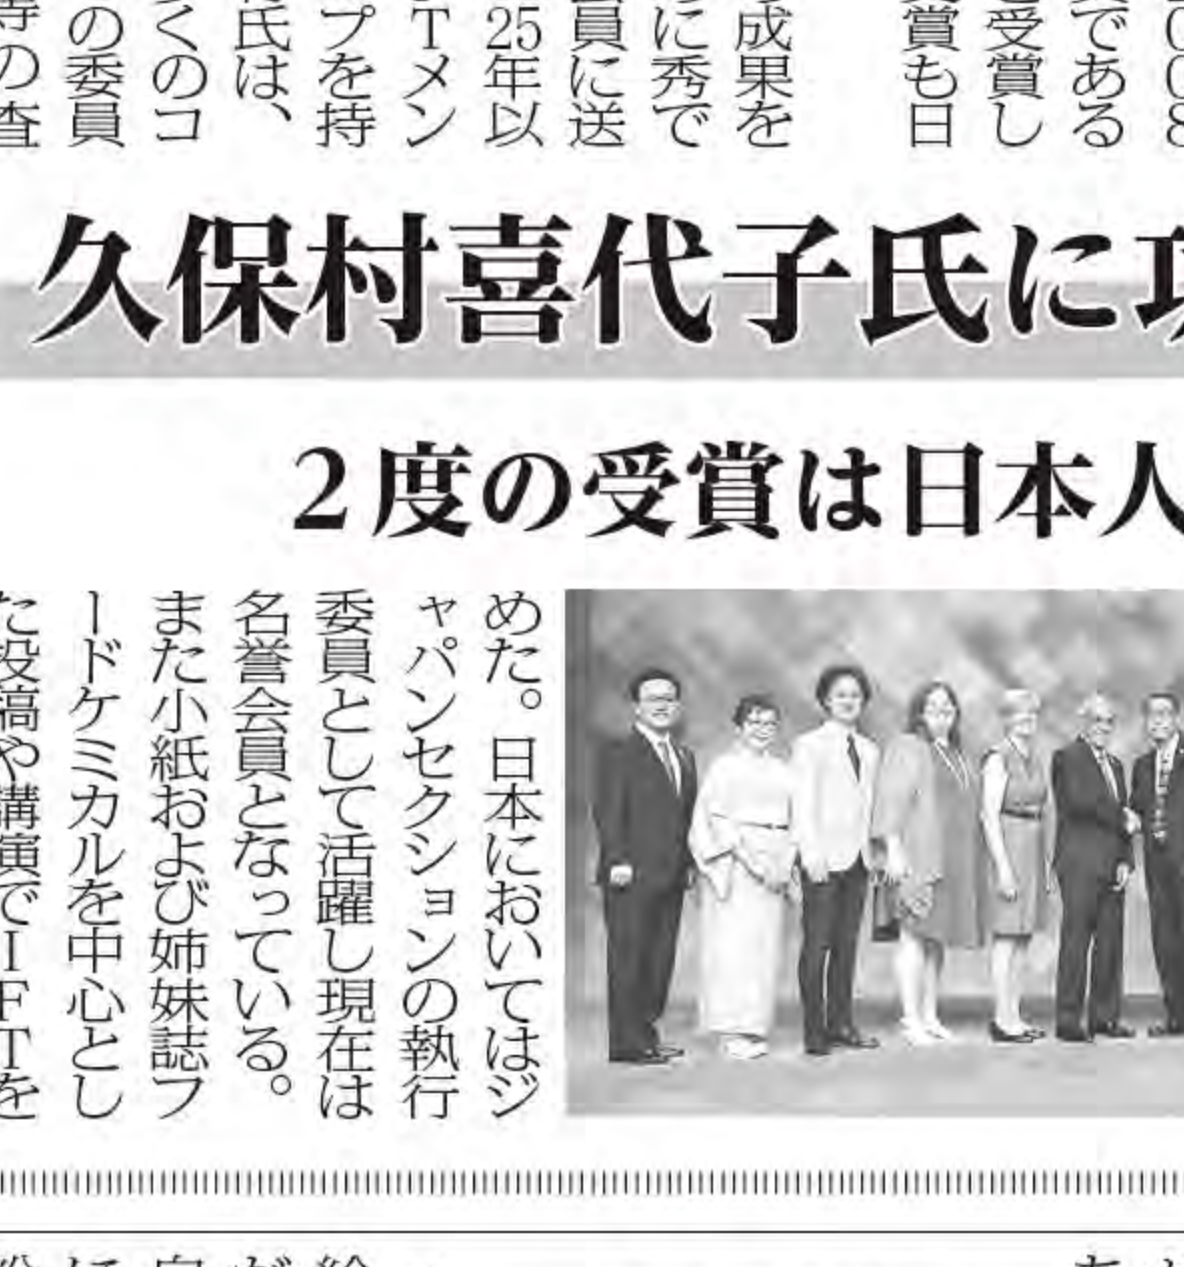 08
である
受賞し
賞も日
成果を
に秀で
員に送
25年以
Tメン
プを持
氏は、
くのコ
の委員
等の査
久保村喜代子氏に功
2度の受賞は日本人
めた。日本においてはジ
ャパンセクションの執行
委員として活躍し現在は
名誉会員となっている。
また小紙および姉妹誌フ
ードケミカルを中心とし
た投稿や講演でIFTを